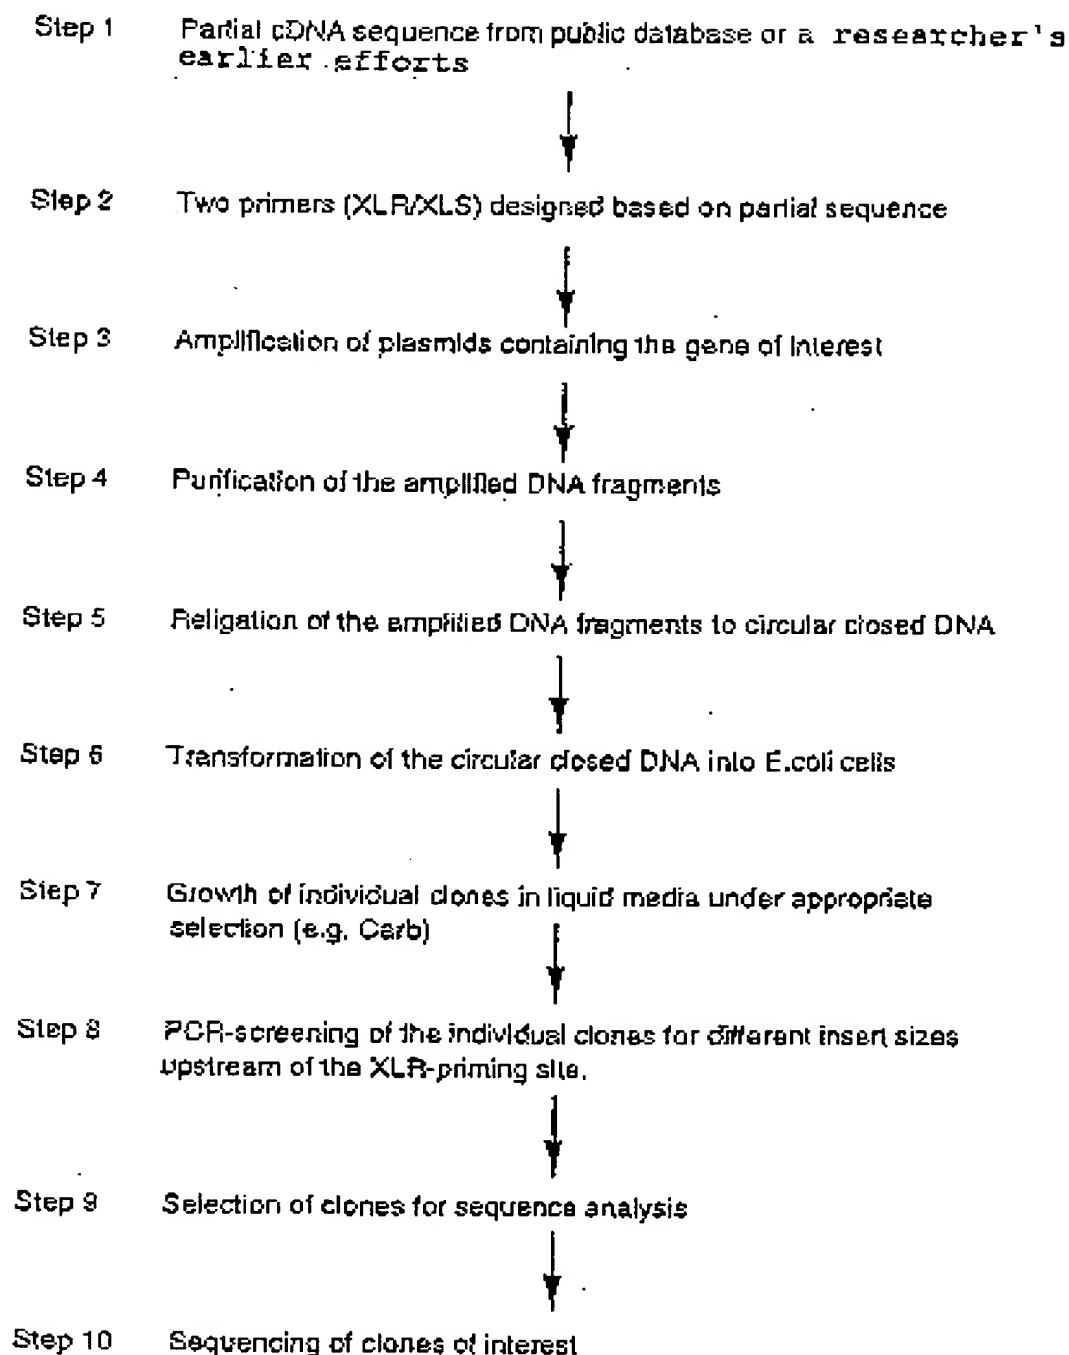 Step 1 Partial cDNA sequence from public database or a researcher's
earlier efforts
Step 2 Two primers (XLR/XLS) designed based on partial sequence
Step 3 Amplification of plasmids containing the gene of interest
Step 4 Purification of the amplified DNA fragments
Step 5 Religation of the amplified DNA fragments to circular closed DNA
Step 6 Transformation of the circular closed DNA into E.coli cells
Step 7 Growth of individual clones in liquid media under appropriate
selection (e.g. Carb)
Step 8 PCR-screening of the individual clones for different insert sizes
upstream of the XLR-priming site.
Step 9 Selection of clones for sequence analysis
Step 10 Sequencing of clones of interest